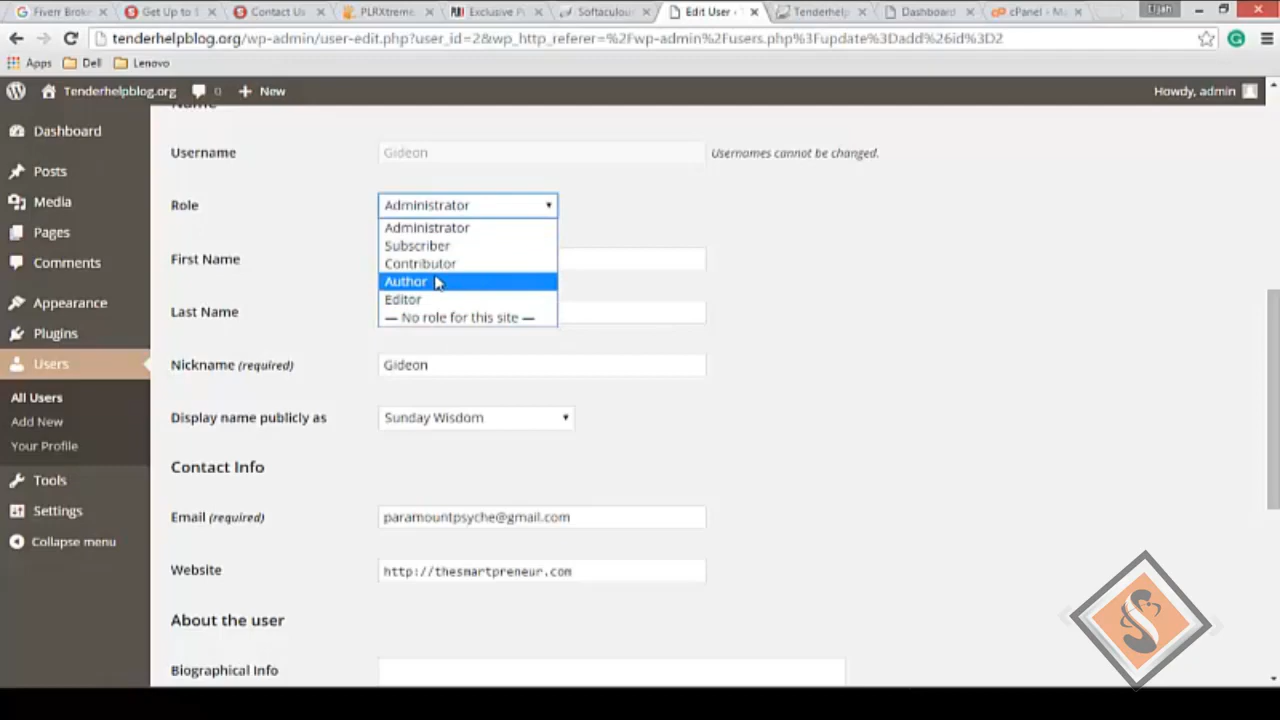 Fiverr Brok
Get Up to
Contact Us
PLRXtreme
Exclusive P
Softaculou
Edit User
Tenderhelp
Dashboard
cPanel - M
Elijah
tenderhelpblog.org/wp-admin/user-edit.php?user_id=2&wp_http_referer=%2Fwp-admin%2Fusers.php%3Fupdate%3Dadd%26id%3D2
Apps Dell Lenovo
Tenderhelpblog.org 0 + New Howdy, admin
Name
Dashboard
Posts
Media
Pages
Comments
Appearance
Plugins
Users
All Users
Add New
Your Profile
Tools
Settings
Collapse menu
Username Gideon Usernames cannot be changed.
Role Administrator
Administrator
Subscriber
Contributor
Author
Editor
— No role for this site —
First Name
Last Name
Nickname (required) Gideon
Display name publicly as Sunday Wisdom
Contact Info
Email (required) paramountpsyche@gmail.com
Website http://thesmartpreneur.com
About the user
Biographical Info